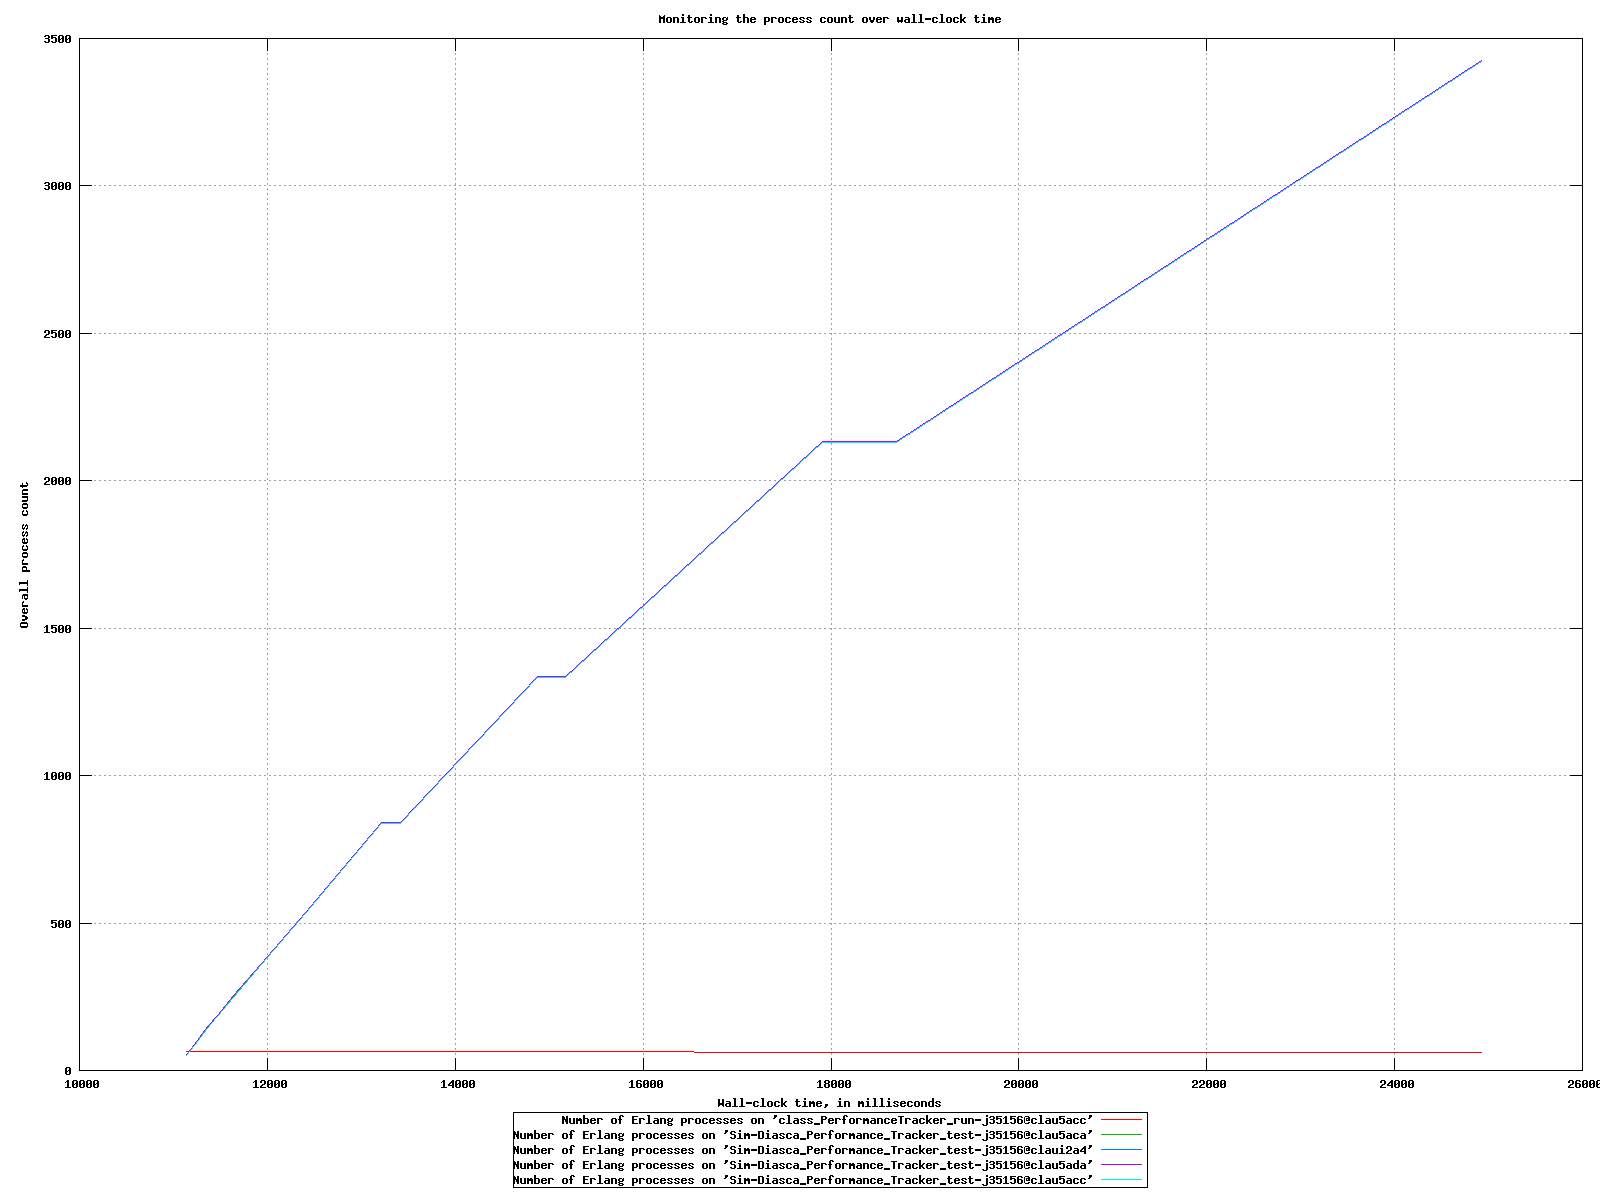 Monitoring the process count over wall-clock time
3500
3000
2500
2000
1500
1000
500
0
Overall process count
10000 12000 14000 16000 18000 20000 22000 24000 26000
Wall-clock time, in milliseconds
Number of Erlang processes on 'class_PerformanceTracker_run-j35156@clau5acc'
Number of Erlang processes on 'Sim-Diasca_Performance_Tracker_test-j35156@clau5aca'
Number of Erlang processes on 'Sim-Diasca_Performance_Tracker_test-j35156@claui2a4'
Number of Erlang processes on 'Sim-Diasca_Performance_Tracker_test-j35156@clau5ada'
Number of Erlang processes on 'Sim-Diasca_Performance_Tracker_test-j35156@clau5acc'